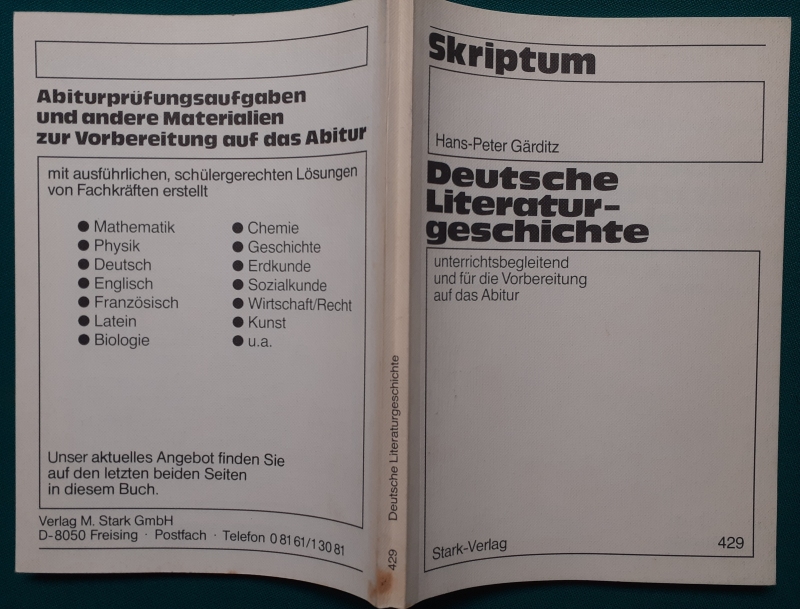 Abiturprüfungsaufgaben
und andere Materialien
zur Vorbereitung auf das Abitur
mit ausführlichen, schülergerechten Lösungen
von Fachkräften erstellt
● Mathematik
● Physik
● Deutsch
● Englisch
● Französisch
● Latein
● Biologie
● Chemie
● Geschichte
● Erdkunde
● Sozialkunde
● Wirtschaft/Recht
● Kunst
● u.a.
Unser aktuelles Angebot finden Sie
auf den letzten beiden Seiten
in diesem Buch.
Verlag M. Stark GmbH
D-8050 Freising · Postfach · Telefon 0 81 61/1 30 81
429 Deutsche Literaturgeschichte
Skriptum
Hans-Peter Gärditz
Deutsche
Literatur-
geschichte
unterrichtsbegleitend
und für die Vorbereitung
auf das Abitur
Stark-Verlag 429